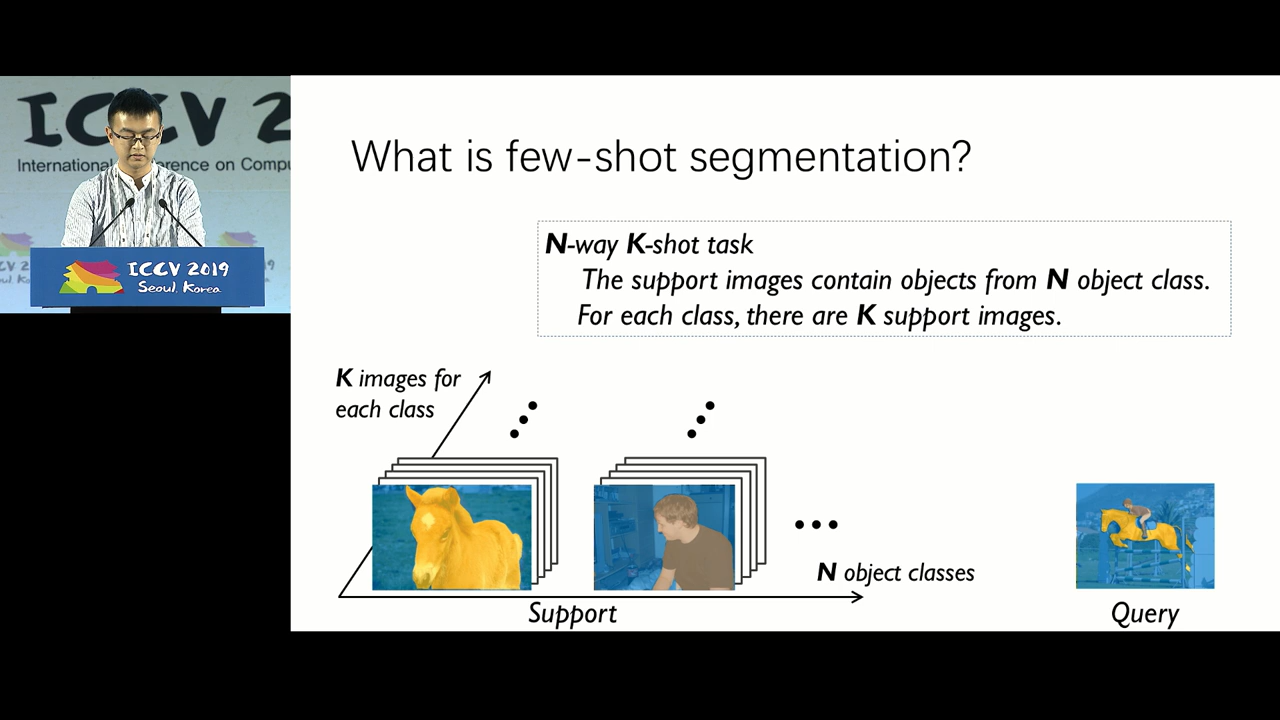 ICCV 2
International
erence on Compu
ICCV 2019
Seoul, Korea
What is few-shot segmentation?
N-way K-shot task
The support images contain objects from N object class.
For each class, there are K support images.
K images for
each class
N object classes
Support
Query